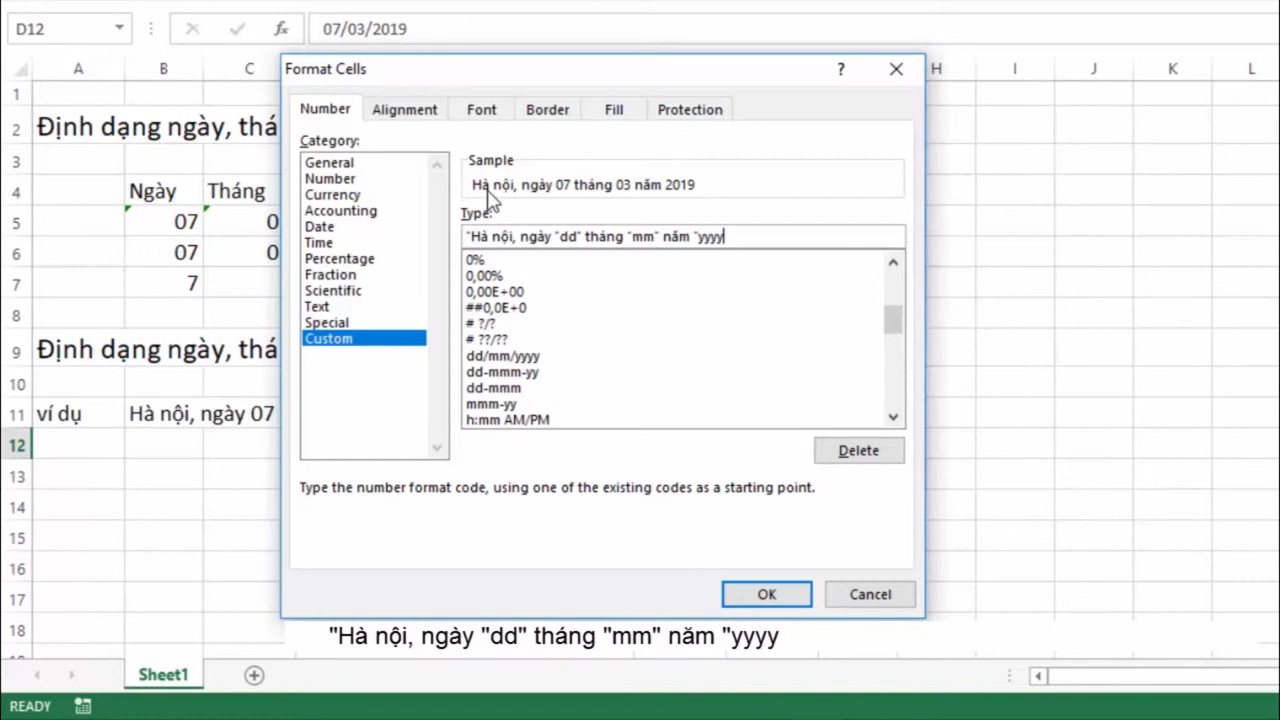 D12 07/03/2019
Format Cells ?
A B C H I J K L
Number Alignment Font Border Fill Protection
Category:
General
Number
Currency
Accounting
Date
Time
Percentage
Fraction
Scientific
Text
Special
Custom
Sample
Hà nội, ngày 07 tháng 03 năm 2019
Type:
"Hà nội, ngày "dd" tháng "mm" năm "yyyy
0%
0,00%
0,00E+00
##0,0E+0
# ?/?
# ??/??
dd/mm/yyyy
dd-mmm-yy
dd-mmm
mmm-yy
h:mm AM/PM
Delete
Type the number format code, using one of the existing codes as a starting point.
OK Cancel
1
2 Định dạng ngày, thá
3
4 Ngày Tháng
5 07 0
6 07 0
7 7
8
9 Định dạng ngày, thá
10
11 ví dụ Hà nội, ngày 07
12
13
14
15
16
17
18
"Hà nội, ngày "dd" tháng "mm" năm "yyyy
Sheet1
READY